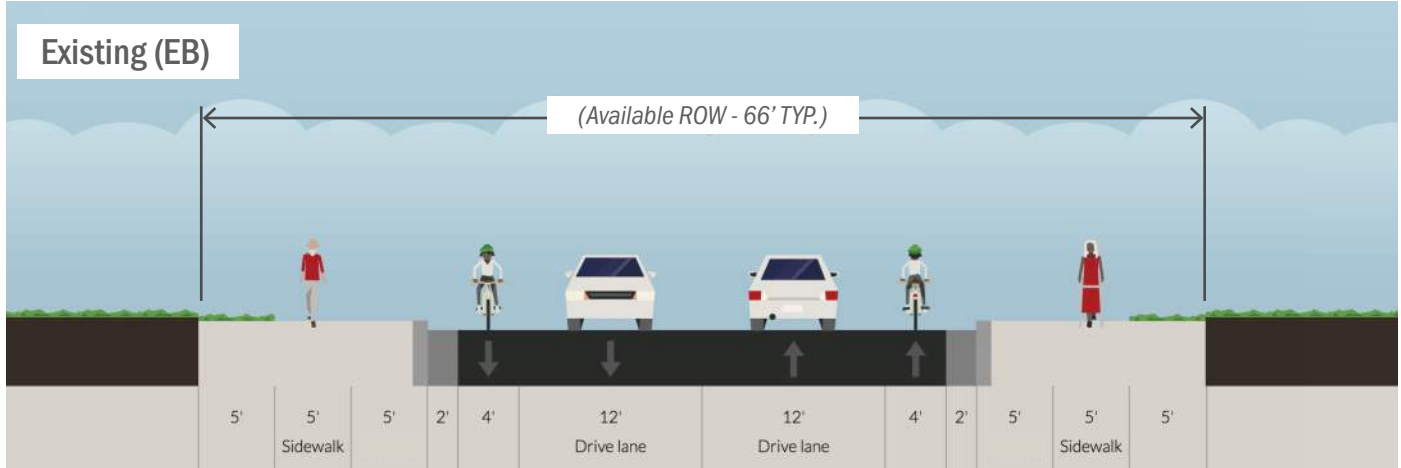 Existing (EB)
(Available ROW - 66’ TYP.)
5' 5' 5' 2' 4' 12' 12' 4' 2' 5' 5' 5'
Sidewalk Drive lane Drive lane Sidewalk